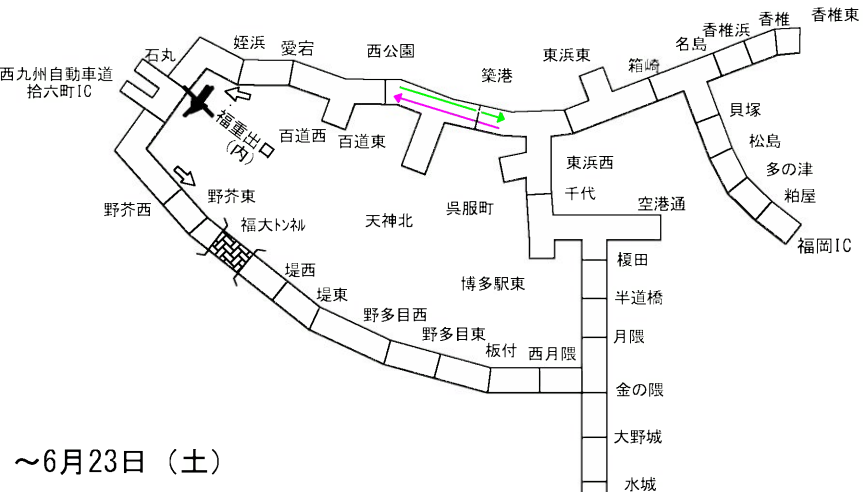 香椎東
香椎
香椎浜
名島
箱崎
東浜東
築港
西公園
愛宕
姪浜
石丸
西九州自動車道
拾六町IC
福重出口
(内)
百道西
百道東
貝塚
松島
多の津
粕屋
福岡IC
東浜西
千代
呉服町
天神北
空港通
野芥東
野芥西
福大トンネル
榎田
博多駅東
半道橋
堤西
堤東
野多目西
野多目東
板付
西月隈
月隈
金の隈
大野城
水城
～6月23日（土）